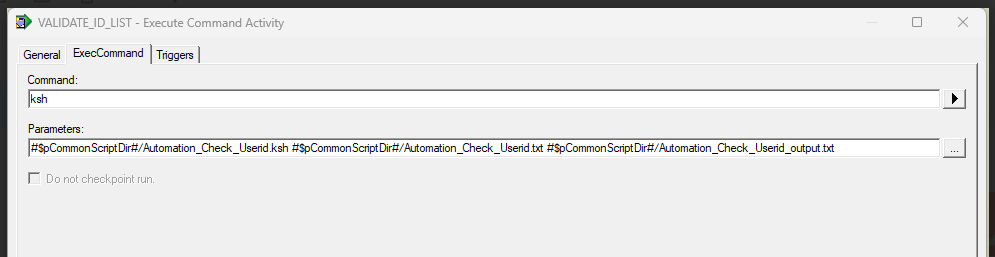 VALIDATE_ID_LIST - Execute Command Activity
General ExecCommand Triggers
Command:
ksh
Parameters:
#$pCommonScriptDir#/Automation_Check_Userid.ksh #$pCommonScriptDir#/Automation_Check_Userid.txt #$pCommonScriptDir#/Automation_Check_Userid_output.txt
...
Do not checkpoint run.